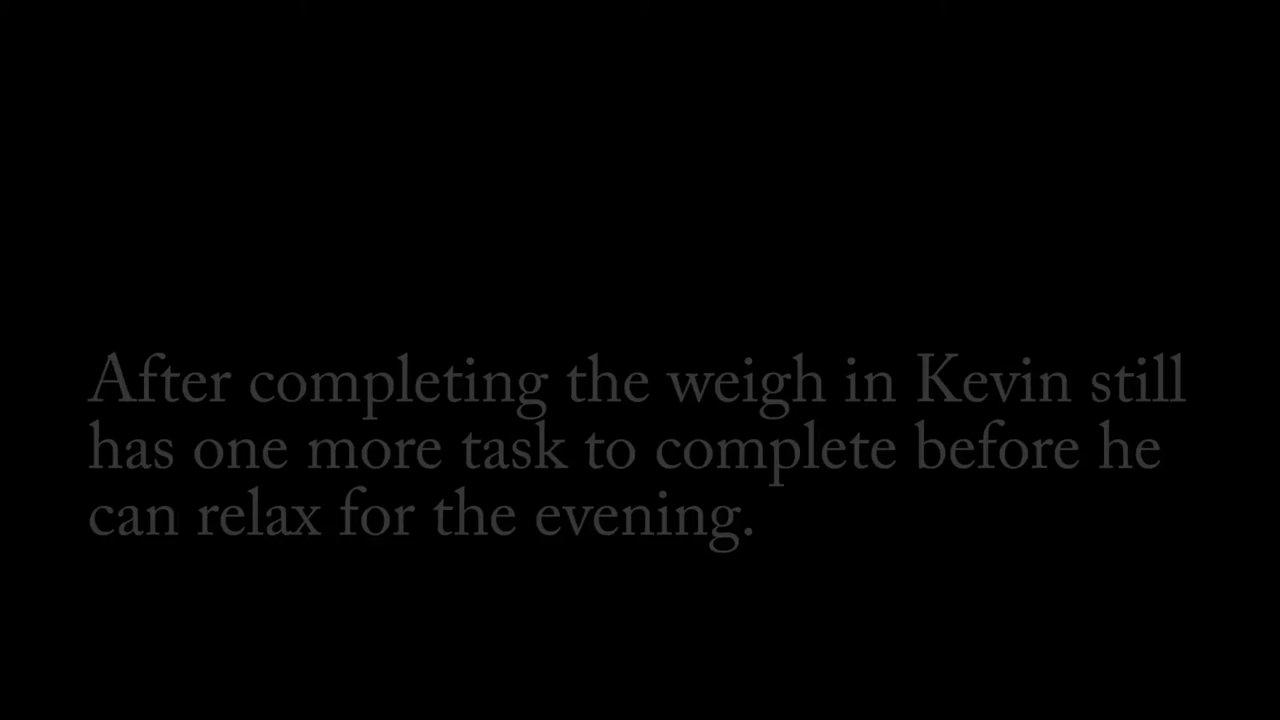 After completing the weigh in Kevin still
has one more task to complete before he
can relax for the evening.